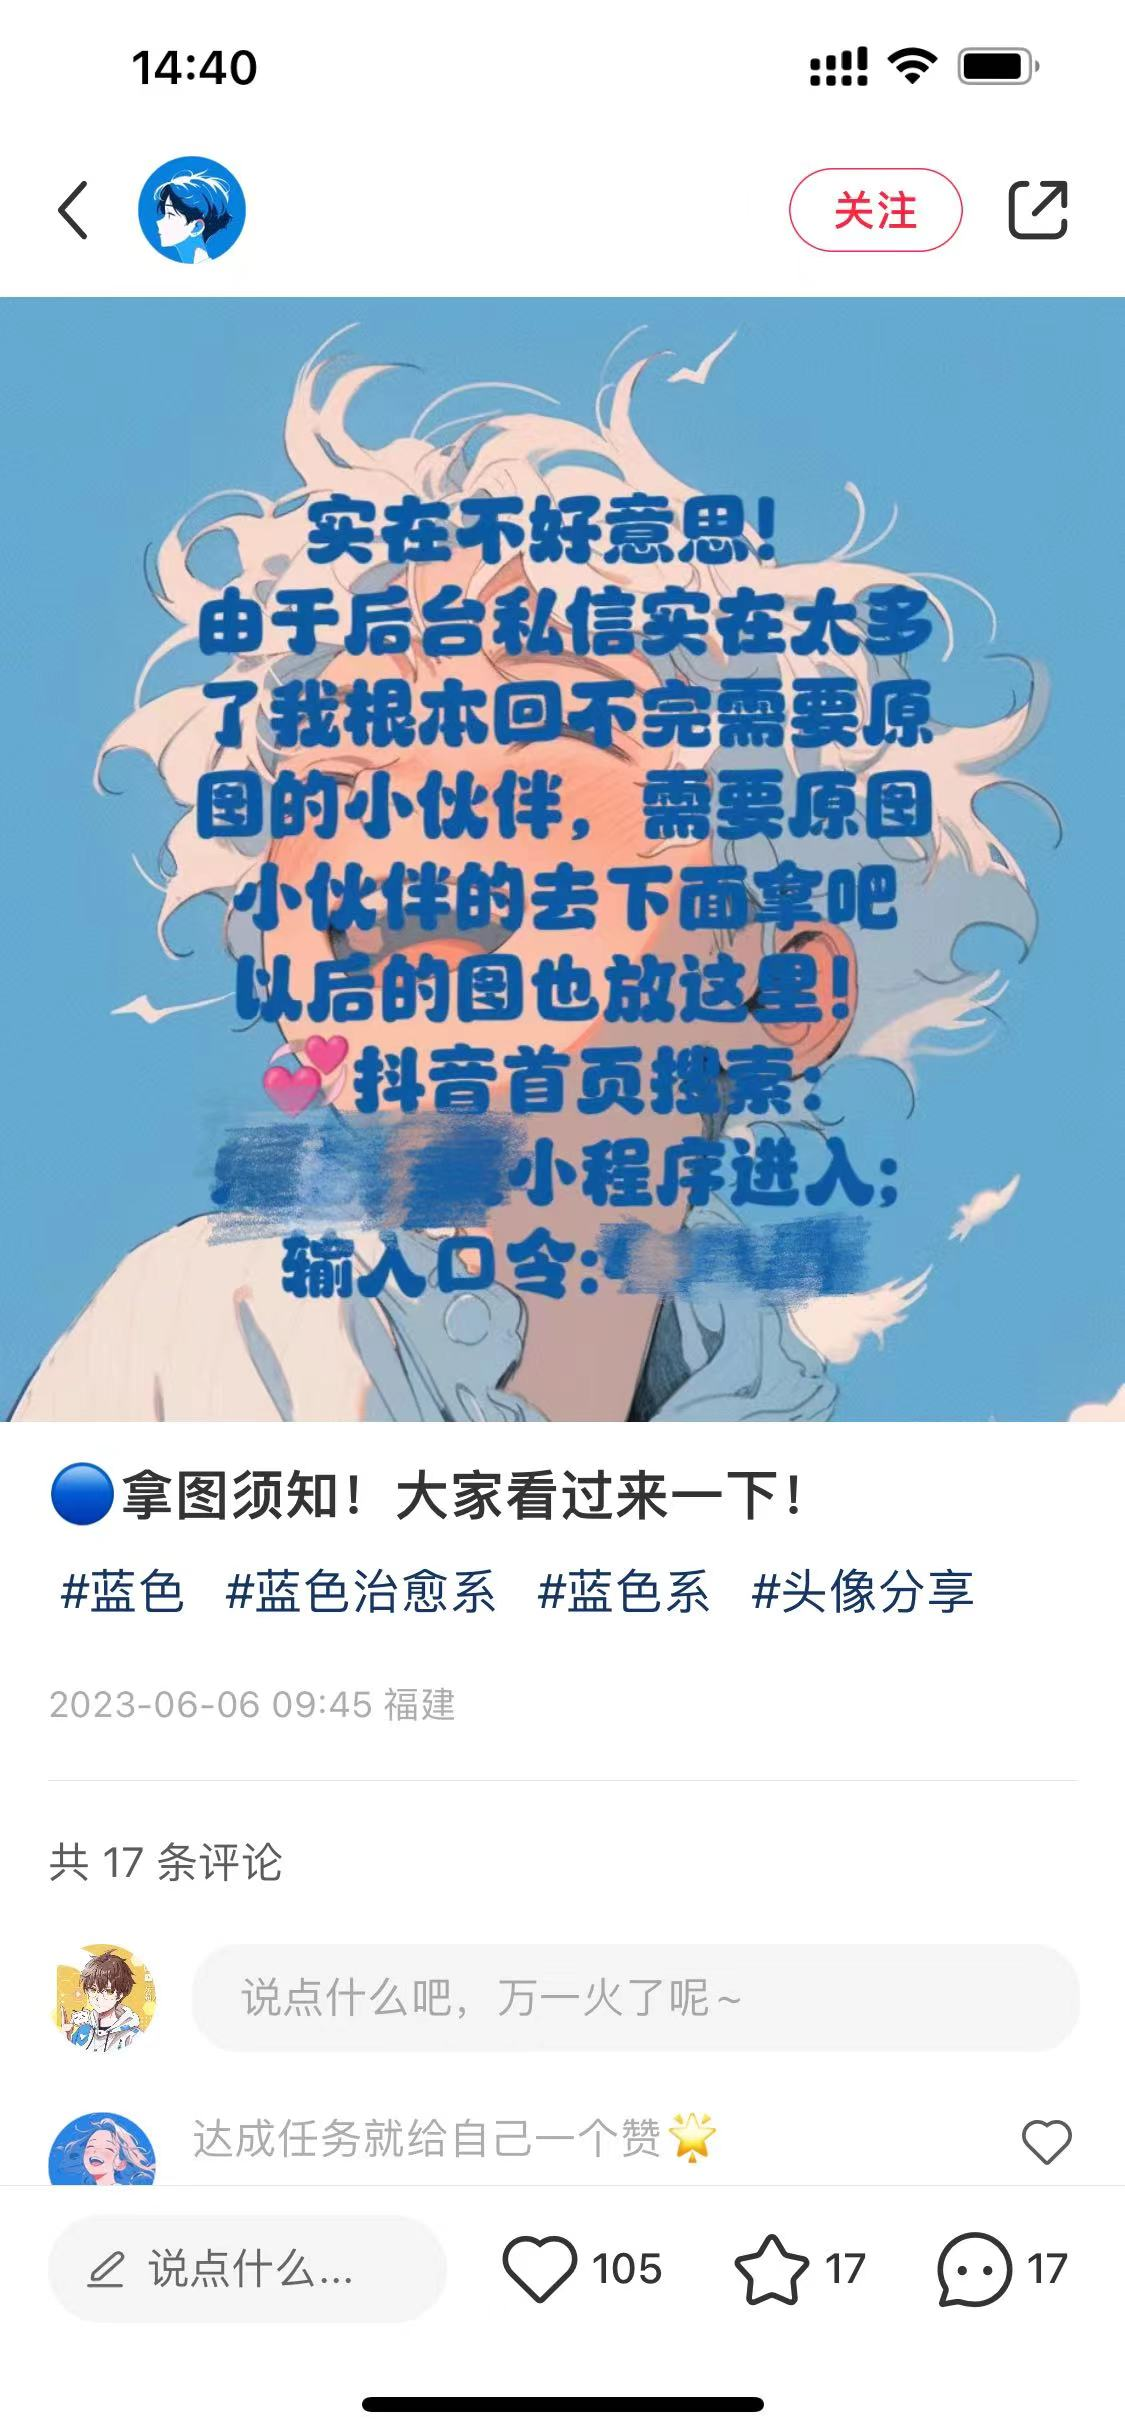 14:40
关注
实在不好意思！
由于后台私信实在太多
了我根本回不完需要原
图的小伙伴，需要原图
小伙伴的去下面拿吧
以后的图也放这里！
💞抖音首页搜索：
小程序进入；
输入口令:
🔵拿图须知！大家看过来一下！
#蓝色 #蓝色治愈系 #蓝色系 #头像分享
2023-06-06 09:45 福建
共 17 条评论
说点什么吧，万一火了呢~
达成任务就给自己一个赞🌟
说点什么... 105 17 17